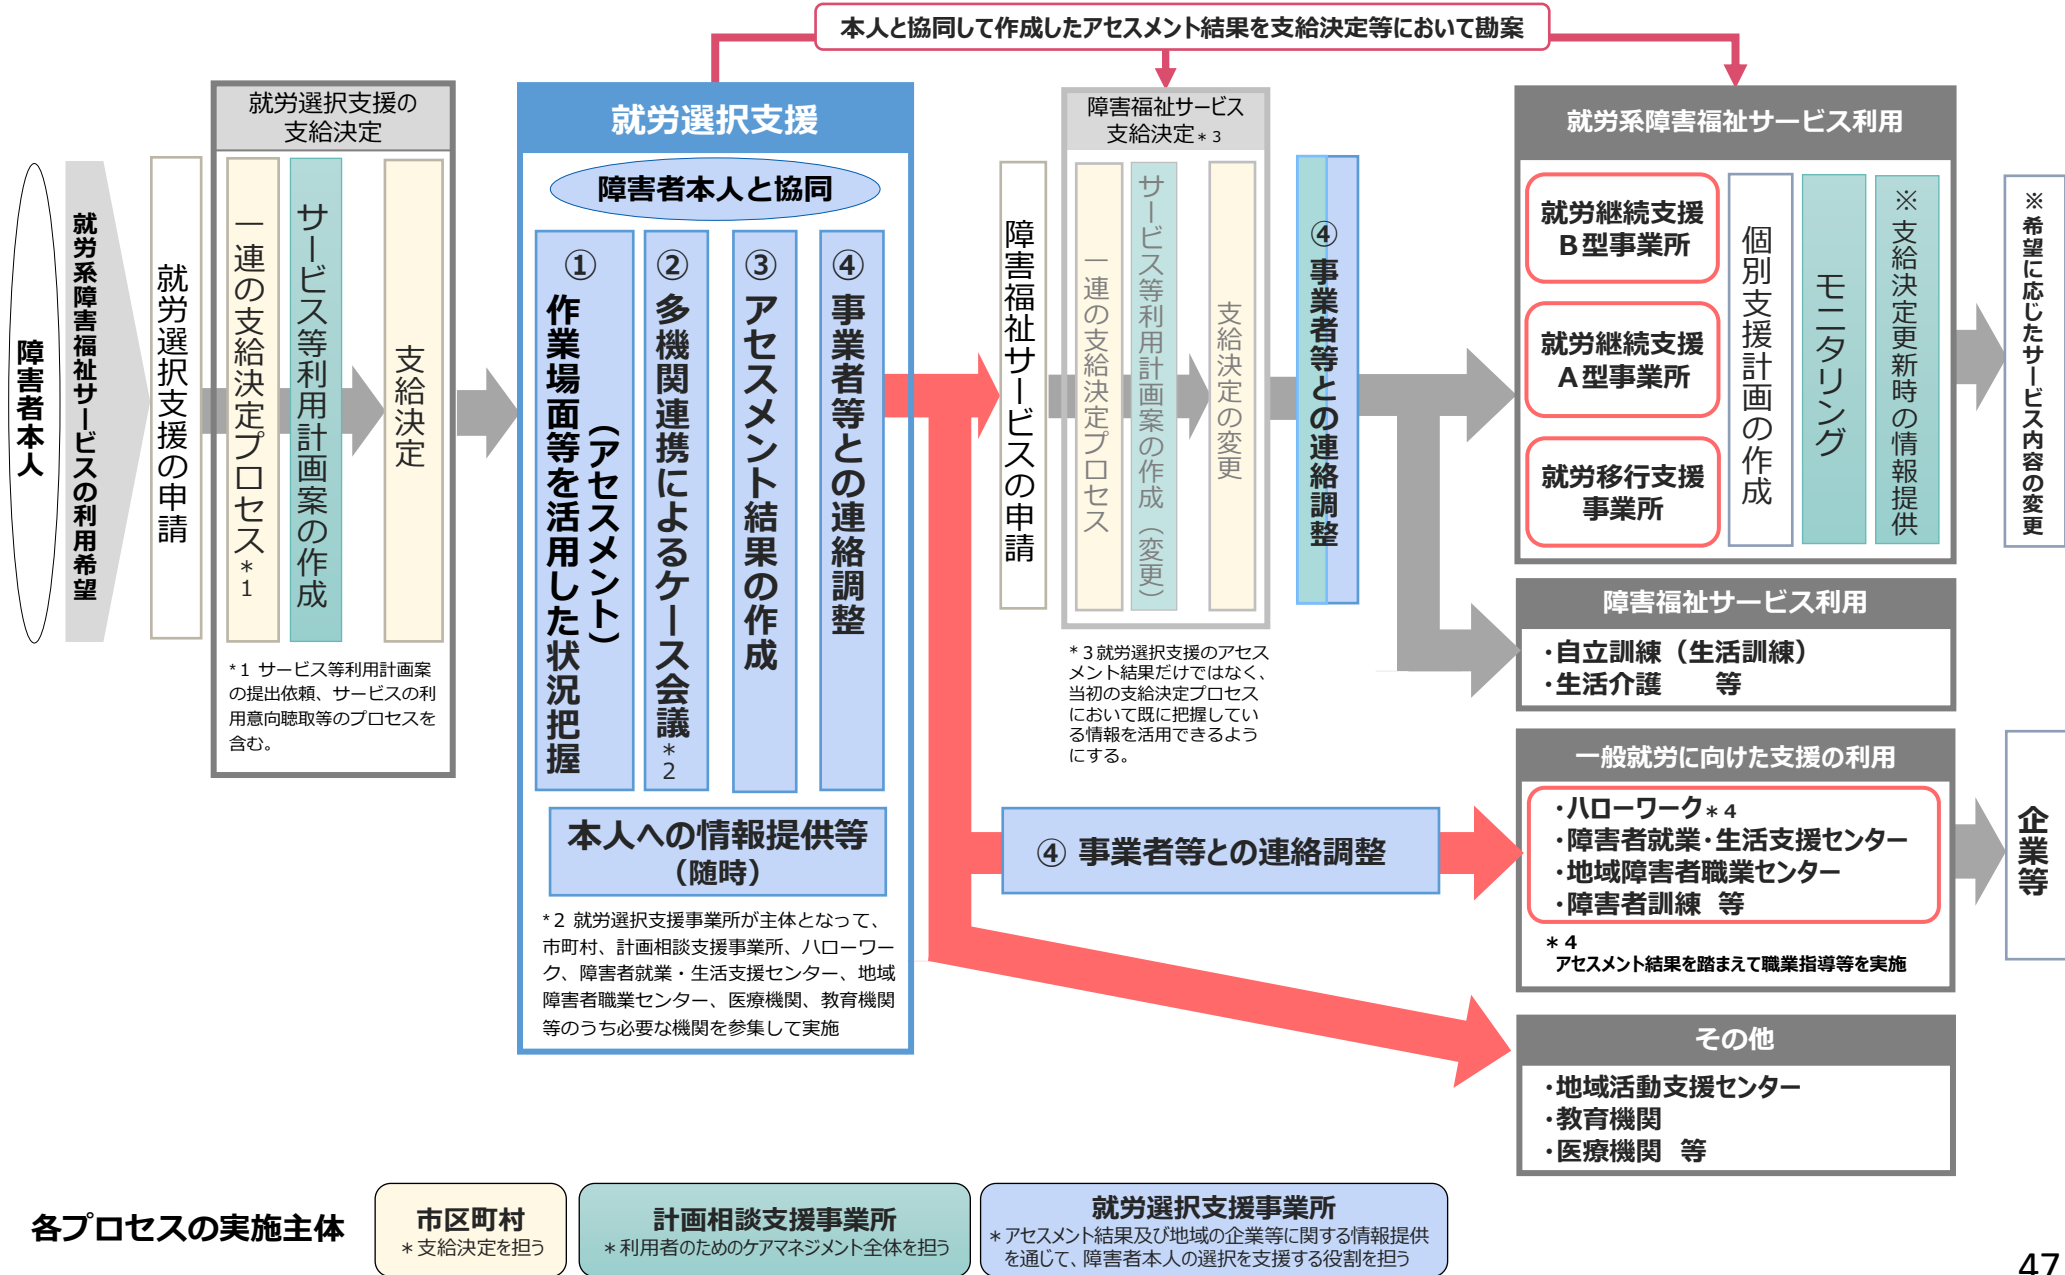 本人と協同して作成したアセスメント結果を支給決定等において勘案
障害者本人
就労系障害福祉サービスの利用希望
就労選択支援の申請
就労選択支援の
支給決定
一連の支給決定プロセス*1
サービス等利用計画案の作成
支給決定
*1 サービス等利用計画案
の提出依頼、サービスの利
用意向聴取等のプロセスを
含む。
就労選択支援
障害者本人と協同
①
作業場面等を活用した状況把握
（アセスメント）
②
多機関連携によるケース会議*2
③
アセスメント結果の作成
④
事業者等との連絡調整
本人への情報提供等
（随時）
*2 就労選択支援事業所が主体となって、
市町村、計画相談支援事業所、ハローワー
ク、障害者就業・生活支援センター、地域
障害者職業センター、医療機関、教育機関
等のうち必要な機関を参集して実施
障害福祉サービスの申請
障害福祉サービス
支給決定＊3
一連の支給決定プロセス
サービス等利用計画案の作成（変更）
支給決定の変更
＊３就労選択支援のアセス
メント結果だけではなく、
当初の支給決定プロセス
において既に把握してい
る情報を活用できるよう
にする。
④事業者等との連絡調整
④ 事業者等との連絡調整
就労系障害福祉サービス利用
就労継続支援
Ｂ型事業所
就労継続支援
Ａ型事業所
就労移行支援
事業所
個別支援計画の作成
モニタリング
※支給決定更新時の情報提供
※希望に応じたサービス内容の変更
障害福祉サービス利用
・自立訓練（生活訓練）
・生活介護　等
一般就労に向けた支援の利用
・ハローワーク＊４
・障害者就業・生活支援センター
・地域障害者職業センター
・障害者訓練　等
＊４
アセスメント結果を踏まえて職業指導等を実施
企業等
その他
・地域活動支援センター
・教育機関
・医療機関　等
各プロセスの実施主体
市区町村
＊支給決定を担う
計画相談支援事業所
＊利用者のためのケアマネジメント全体を担う
就労選択支援事業所
＊アセスメント結果及び地域の企業等に関する情報提供
を通じて、障害者本人の選択を支援する役割を担う
47